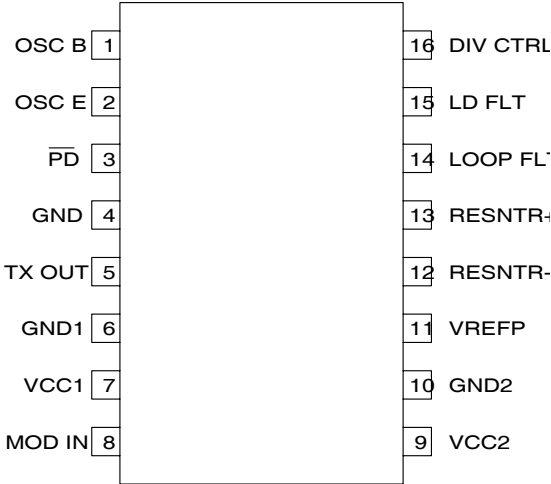 OSC B 1 16 DIV CTRL
OSC E 2 15 LD FLT
PD 3 14 LOOP FLT
GND 4 13 RESNTR+
TX OUT 5 12 RESNTR-
GND1 6 11 VREFP
VCC1 7 10 GND2
MOD IN 8 9 VCC2